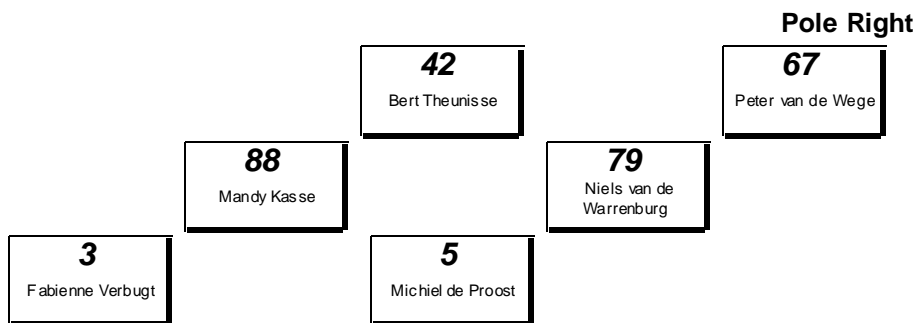 Pole Right
42
Bert Theunisse
67
Peter van de Wege
88
Mandy Kasse
79
Niels van de
Warrenburg
3
Fabienne Verbugt
5
Michiel de Proost